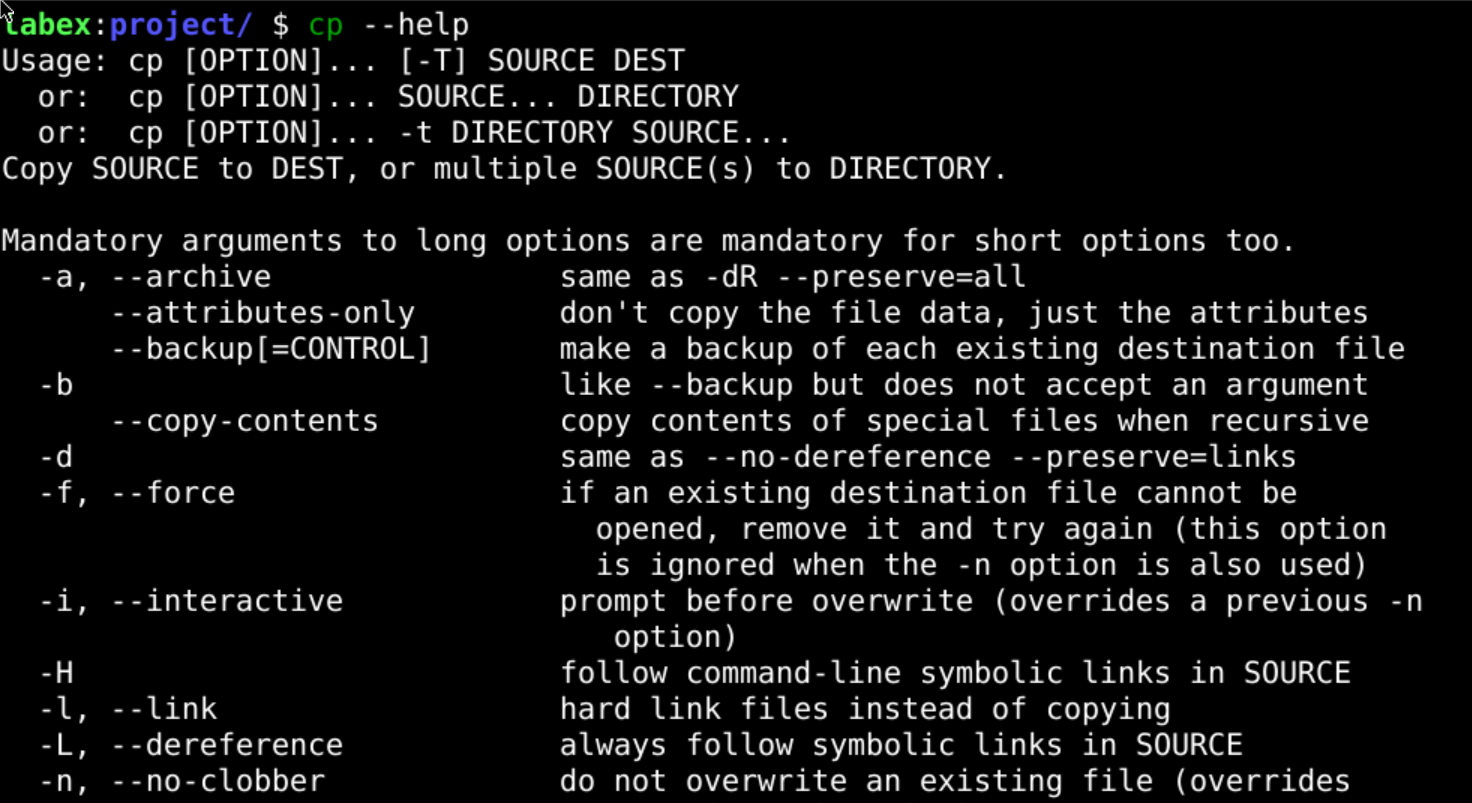 labex:project/ $ cp --help
Usage: cp [OPTION]... [-T] SOURCE DEST
  or:  cp [OPTION]... SOURCE... DIRECTORY
  or:  cp [OPTION]... -t DIRECTORY SOURCE...
Copy SOURCE to DEST, or multiple SOURCE(s) to DIRECTORY.

Mandatory arguments to long options are mandatory for short options too.
  -a, --archive                same as -dR --preserve=all
      --attributes-only        don't copy the file data, just the attributes
      --backup[=CONTROL]       make a backup of each existing destination file
  -b                           like --backup but does not accept an argument
      --copy-contents          copy contents of special files when recursive
  -d                           same as --no-dereference --preserve=links
  -f, --force                  if an existing destination file cannot be
                                 opened, remove it and try again (this option
                                 is ignored when the -n option is also used)
  -i, --interactive            prompt before overwrite (overrides a previous -n
                                  option)
  -H                           follow command-line symbolic links in SOURCE
  -l, --link                   hard link files instead of copying
  -L, --dereference            always follow symbolic links in SOURCE
  -n, --no-clobber             do not overwrite an existing file (overrides